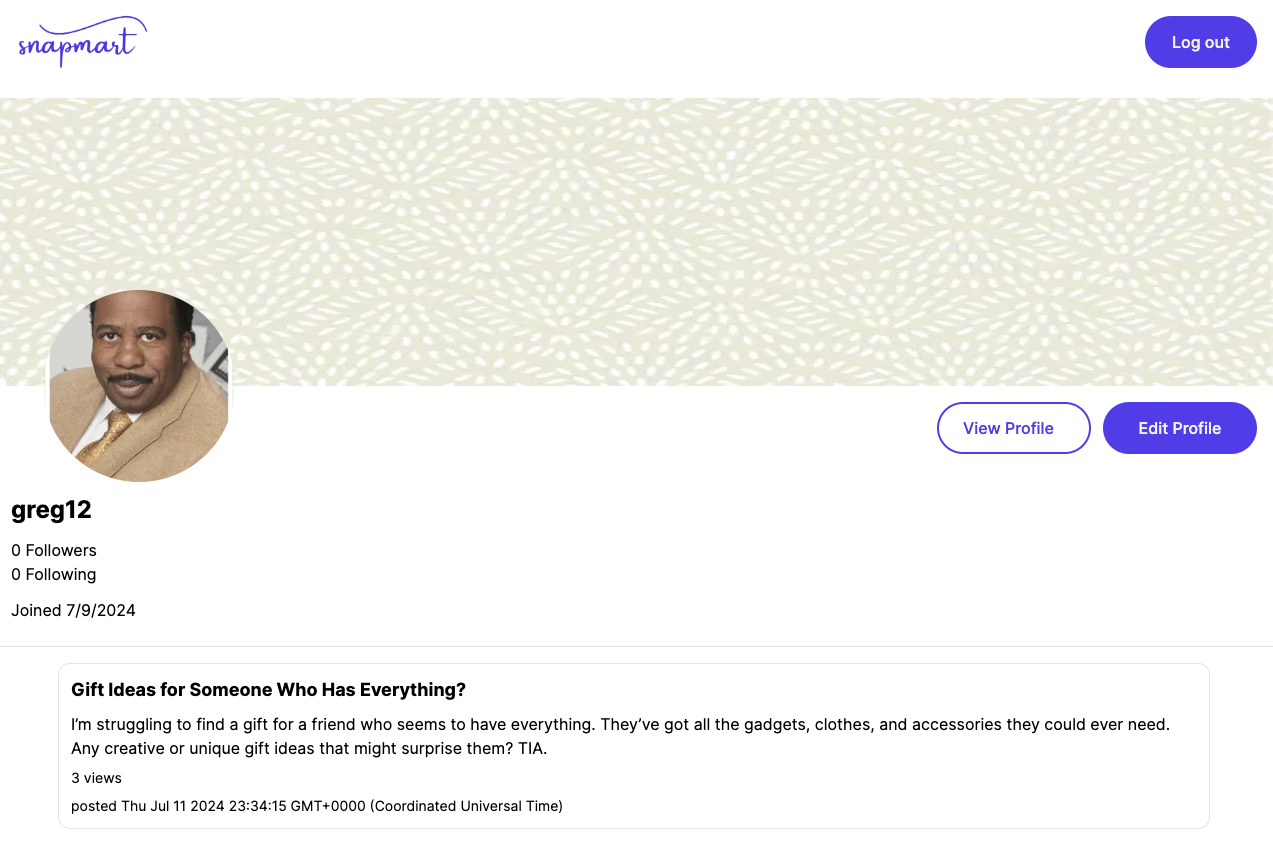 snapmart
Log out
View Profile
Edit Profile
greg12
0 Followers
0 Following
Joined 7/9/2024
Gift Ideas for Someone Who Has Everything?
I’m struggling to find a gift for a friend who seems to have everything. They’ve got all the gadgets, clothes, and accessories they could ever need.
Any creative or unique gift ideas that might surprise them? TIA.
3 views
posted Thu Jul 11 2024 23:34:15 GMT+0000 (Coordinated Universal Time)